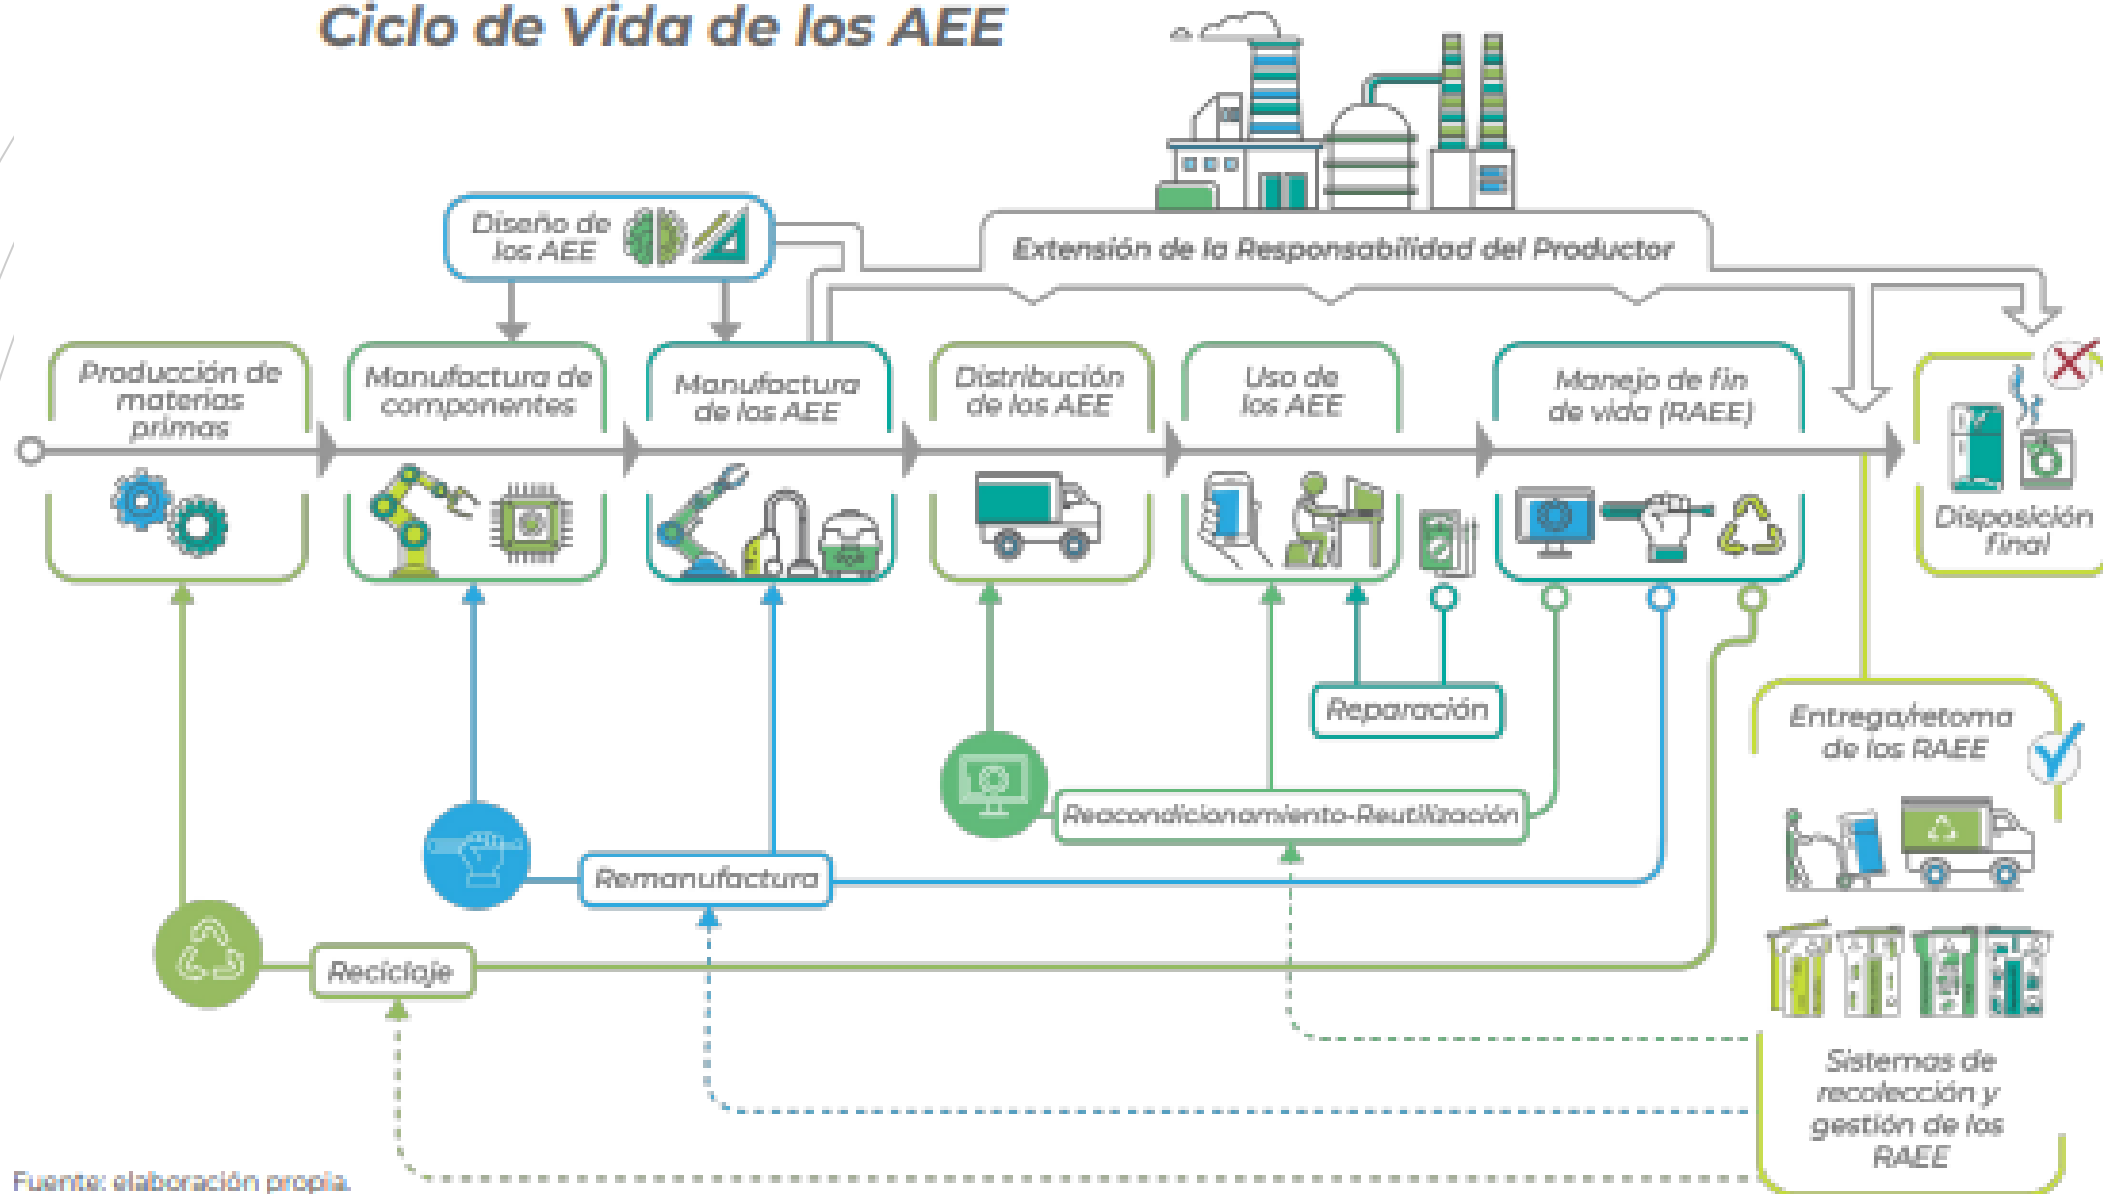 Ciclo de Vida de los AEE
Diseño de
los AEE
Extensión de la Responsabilidad del Productor
Producción de
materias
primas
Manufactura de
componentes
Manufactura
de los AEE
Distribución
de los AEE
Uso de
los AEE
Manejo de fin
de vida (RAEE)
Disposición
final
Reparación
Entrega/retoma
de los RAEE
Reacondicionamiento-Reutilización
Remanufactura
Reciclaje
Sistemas de
recolección y
gestión de los
RAEE
Fuente: elaboración propia.